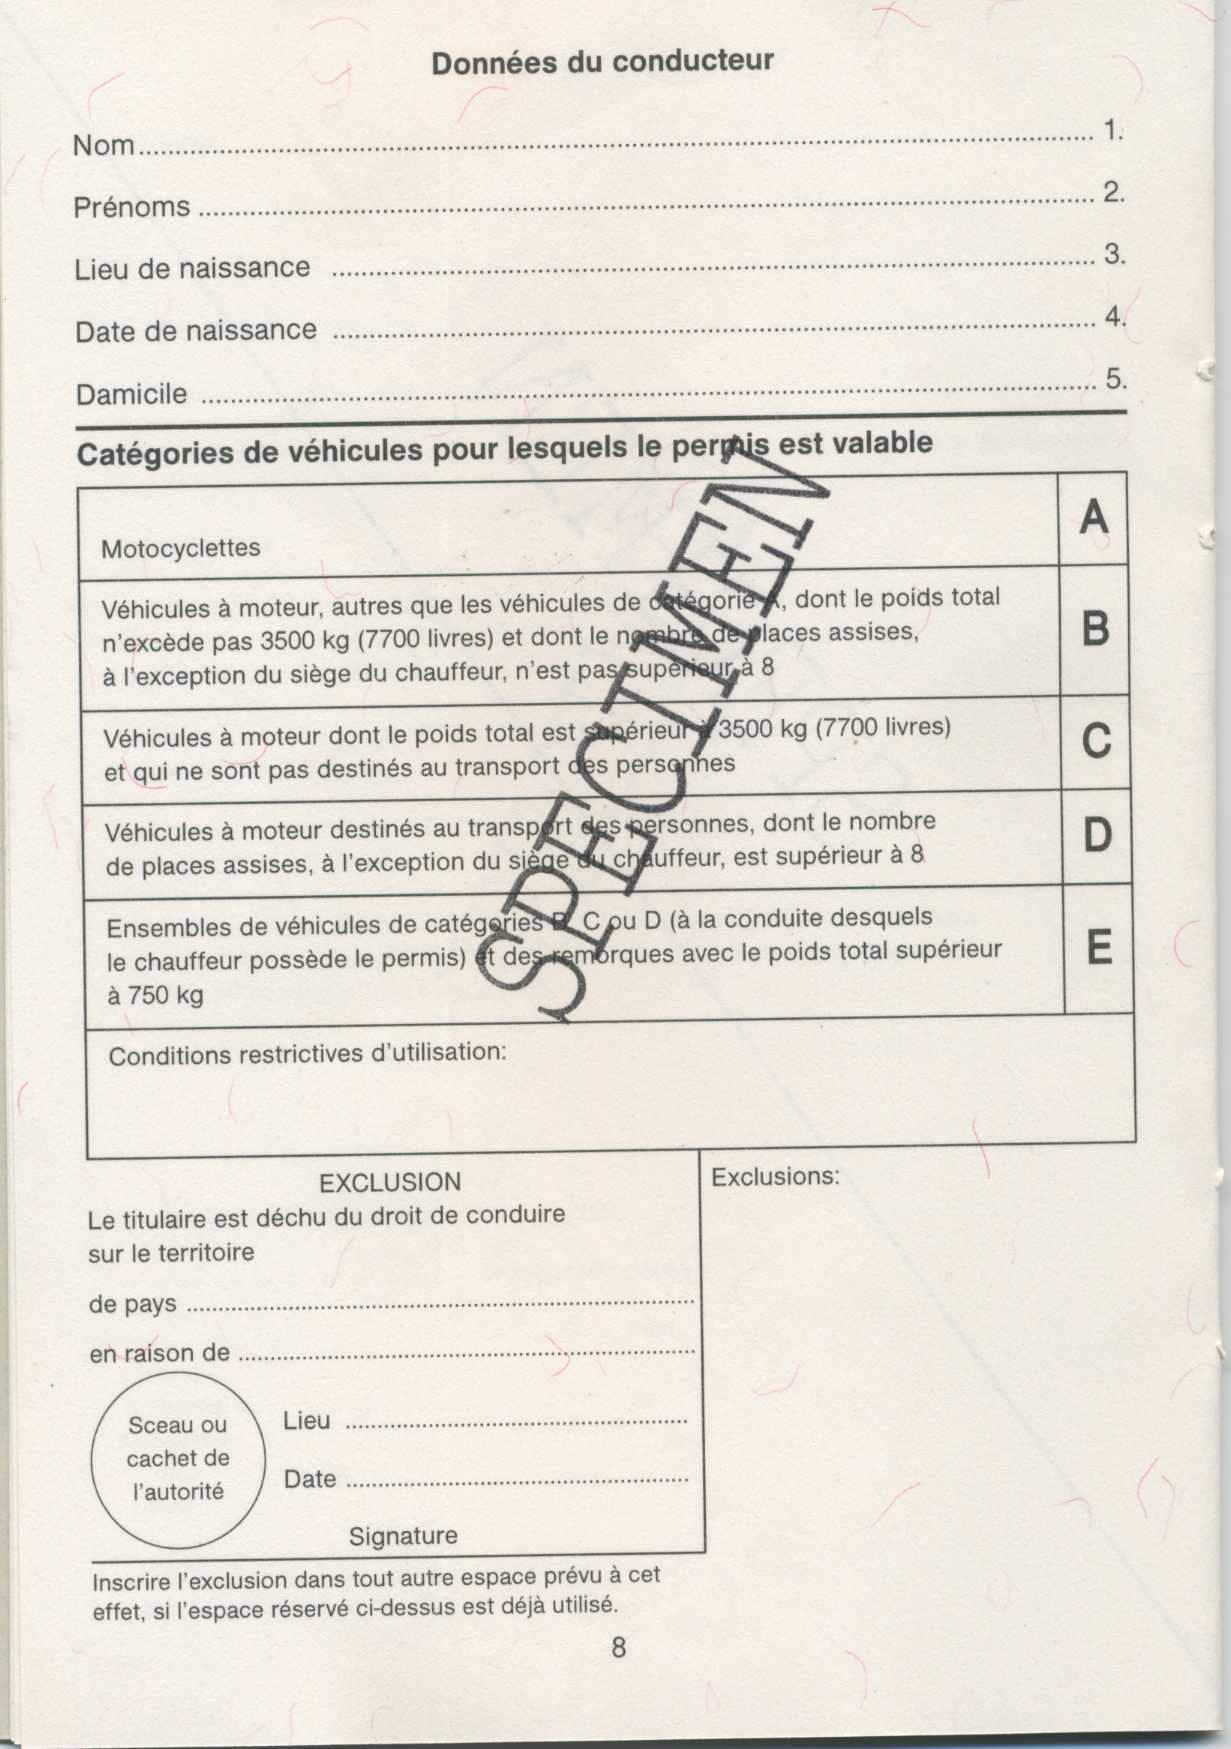 Données du conducteur
Nom.................... 1.
Prénoms .................... 2.
Lieu de naissance .................... 3.
Date de naissance .................... 4.
Damicile .................... 5.
Catégories de véhicules pour lesquels le permis est valable
Motocyclettes
A
Véhicules à moteur, autres que les véhicules de catégorie A, dont le poids total
n'excède pas 3500 kg (7700 livres) et dont le nombre de places assises,
à l'exception du siège du chauffeur, n'est pas supérieur à 8
B
Véhicules à moteur dont le poids total est supérieur à 3500 kg (7700 livres)
et qui ne sont pas destinés au transport des personnes
C
Véhicules à moteur destinés au transport des personnes, dont le nombre
de places assises, à l'exception du siège du chauffeur, est supérieur à 8
D
Ensembles de véhicules de catégories B, C ou D (à la conduite desquels
le chauffeur possède le permis) et des remorques avec le poids total supérieur
à 750 kg
E
SPECIMEN
Conditions restrictives d'utilisation:
EXCLUSION
Le titulaire est déchu du droit de conduire
sur le territoire
de pays ....................
en raison de ....................
Sceau ou
cachet de
l'autorité
Lieu ....................
Date ....................
Signature
Exclusions:
Inscrire l'exclusion dans tout autre espace prévu à cet
effet, si l'espace réservé ci-dessus est déjà utilisé.
8